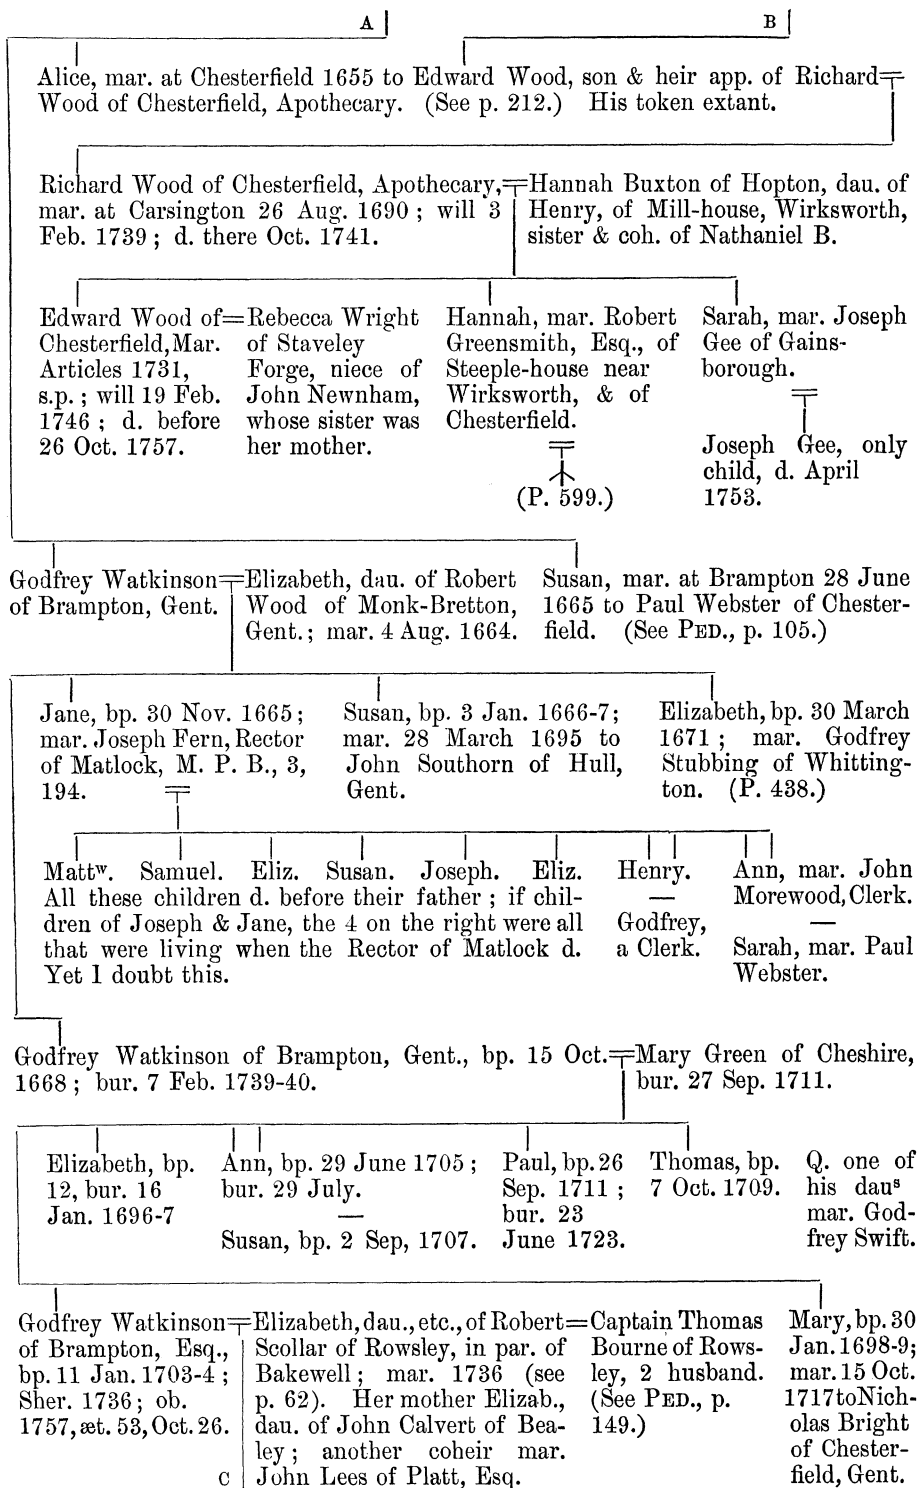 A B
Alice, mar. at Chesterfield 1655 to Edward Wood, son & heir app. of Richard
Wood of Chesterfield, Apothecary. (See p. 212.) His token extant.
Richard Wood of Chesterfield, Apothecary,
mar. at Carsington 26 Aug. 1690 ; will 3
Feb. 1739 ; d. there Oct. 1741.
Hannah Buxton of Hopton, dau. of
Henry, of Mill-house, Wirksworth,
sister & coh. of Nathaniel B.
Edward Wood of=
Chesterfield, Mar.
Articles 1731,
s.p. ; will 19 Feb.
1746 ; d. before
26 Oct. 1757.
Rebecca Wright
of Staveley
Forge, niece of
John Newnham,
whose sister was
her mother.
Hannah, mar. Robert
Greensmith, Esq., of
Steeple-house near
Wirksworth, & of
Chesterfield.
(P. 599.)
Sarah, mar. Joseph
Gee of Gains-
borough.
Joseph Gee, only
child, d. April
1753.
Godfrey Watkinson
of Brampton, Gent.
Elizabeth, dau. of Robert
Wood of Monk-Bretton,
Gent.; mar. 4 Aug. 1664.
Susan, mar. at Brampton 28 June
1665 to Paul Webster of Chester-
field. (See PED., p. 105.)
Jane, bp. 30 Nov. 1665;
mar. Joseph Fern, Rector
of Matlock, M. P. B., 3,
194.
Susan, bp. 3 Jan. 1666-7;
mar. 28 March 1695 to
John Southorn of Hull,
Gent.
Elizabeth, bp. 30 March
1671 ; mar. Godfrey
Stubbing of Whitting-
ton. (P. 438.)
Mattʷ. Samuel. Eliz. Susan. Joseph. Eliz.
All these children d. before their father ; if chil-
dren of Joseph & Jane, the 4 on the right were all
that were living when the Rector of Matlock d.
Yet I doubt this.
Henry.
—
Godfrey,
a Clerk.
Ann, mar. John
Morewood, Clerk.
—
Sarah, mar. Paul
Webster.
Godfrey Watkinson of Brampton, Gent., bp. 15 Oct.
1668 ; bur. 7 Feb. 1739-40.
Mary Green of Cheshire,
bur. 27 Sep. 1711.
Elizabeth, bp.
12, bur. 16
Jan. 1696-7
Ann, bp. 29 June 1705 ;
bur. 29 July.
—
Susan, bp. 2 Sep, 1707.
Paul, bp. 26
Sep. 1711 ;
bur. 23
June 1723.
Thomas, bp.
7 Oct. 1709.
Q. one of
his dauˢ
mar. God-
frey Swift.
Godfrey Watkinson
of Brampton, Esq.,
bp. 11 Jan. 1703-4 ;
Sher. 1736 ; ob.
1757, æt. 53, Oct. 26.
C
Elizabeth, dau., etc., of Robert=
Scollar of Rowsley, in par. of
Bakewell ; mar. 1736 (see
p. 62). Her mother Elizab.,
dau. of John Calvert of Bea-
ley ; another coheir mar.
John Lees of Platt, Esq.
Captain Thomas
Bourne of Rows-
ley, 2 husband.
(See PED., p.
149.)
Mary, bp. 30
Jan. 1698-9;
mar. 15 Oct.
1717 to Nich-
olas Bright
of Chester-
field, Gent.